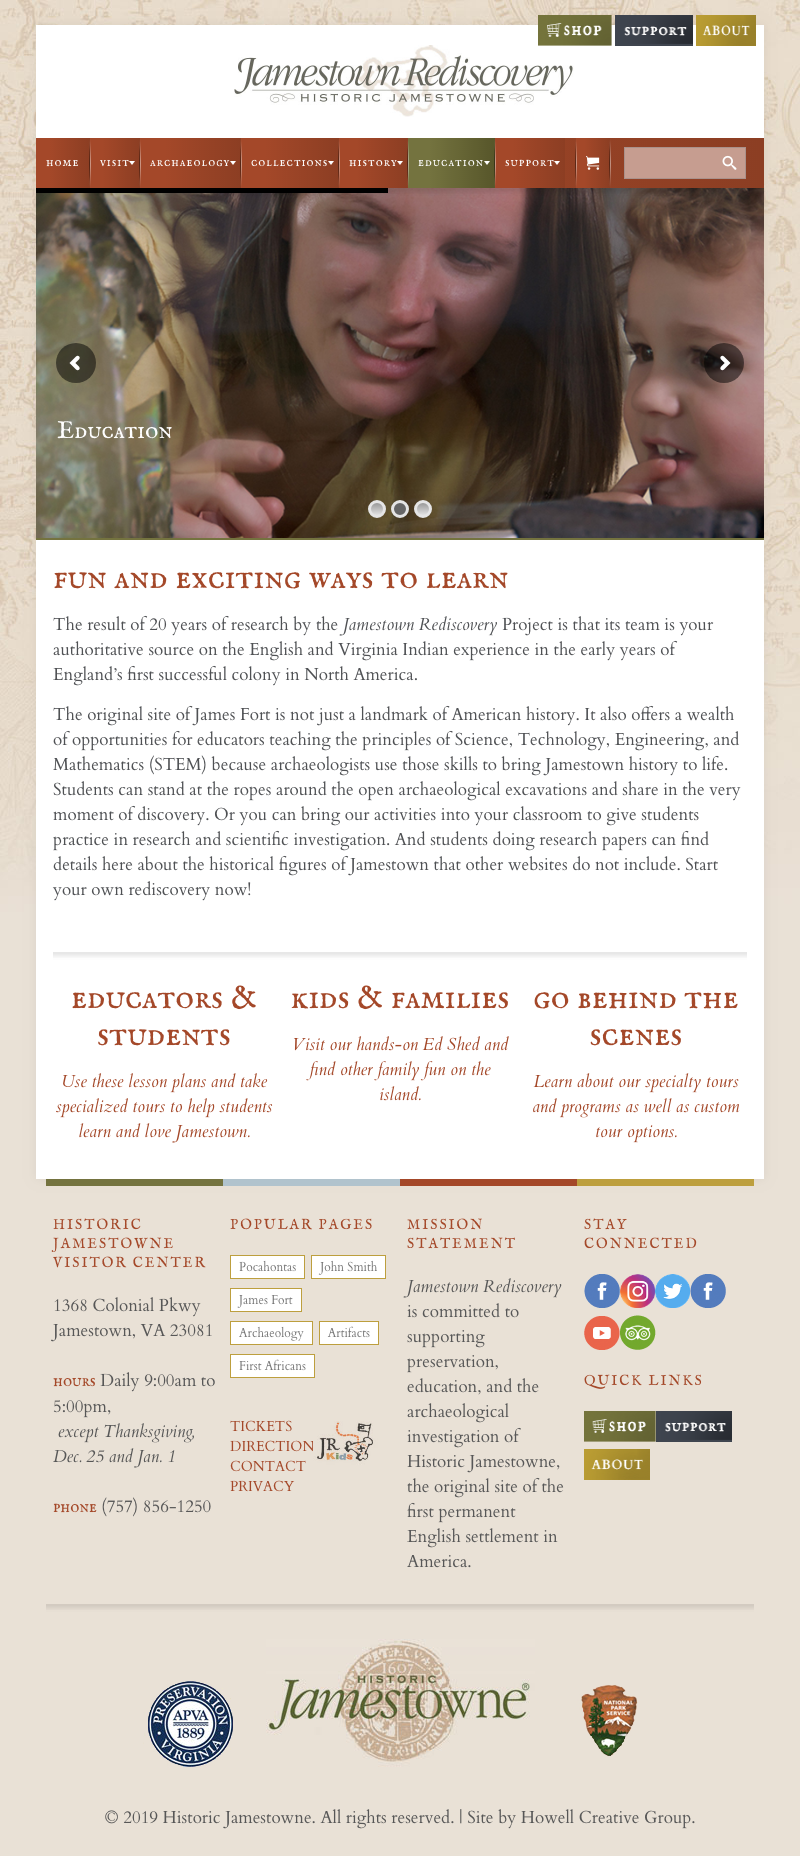 SHOP SUPPORT ABOUT
Jamestown Rediscovery
HISTORIC JAMESTOWNE
HOME VISIT ARCHAEOLOGY COLLECTIONS HISTORY EDUCATION SUPPORT
Education
FUN AND EXCITING WAYS TO LEARN
The result of 20 years of research by the Jamestown Rediscovery Project is that its team is your
authoritative source on the English and Virginia Indian experience in the early years of
England’s first successful colony in North America.
The original site of James Fort is not just a landmark of American history. It also offers a wealth
of opportunities for educators teaching the principles of Science, Technology, Engineering, and
Mathematics (STEM) because archaeologists use those skills to bring Jamestown history to life.
Students can stand at the ropes around the open archaeological excavations and share in the very
moment of discovery. Or you can bring our activities into your classroom to give students
practice in research and scientific investigation. And students doing research papers can find
details here about the historical figures of Jamestown that other websites do not include. Start
your own rediscovery now!
EDUCATORS &
STUDENTS
Use these lesson plans and take
specialized tours to help students
learn and love Jamestown.
KIDS & FAMILIES
Visit our hands-on Ed Shed and
find other family fun on the
island.
GO BEHIND THE
SCENES
Learn about our specialty tours
and programs as well as custom
tour options.
HISTORIC
JAMESTOWNE
VISITOR CENTER
1368 Colonial Pkwy
Jamestown, VA 23081
HOURS Daily 9:00am to
5:00pm,
except Thanksgiving,
Dec. 25 and Jan. 1
PHONE (757) 856-1250
POPULAR PAGES
Pocahontas John Smith
James Fort
Archaeology Artifacts
First Africans
TICKETS
DIRECTION
CONTACT
PRIVACY
JR
Kids
MISSION
STATEMENT
Jamestown Rediscovery
is committed to
supporting
preservation,
education, and the
archaeological
investigation of
Historic Jamestowne,
the original site of the
first permanent
English settlement in
America.
STAY
CONNECTED
QUICK LINKS
SHOP SUPPORT
ABOUT
PRESERVATION
APVA
1889
VIRGINIA
HISTORIC
Jamestowne®
NATIONAL
PARK
SERVICE
© 2019 Historic Jamestowne. All rights reserved. | Site by Howell Creative Group.